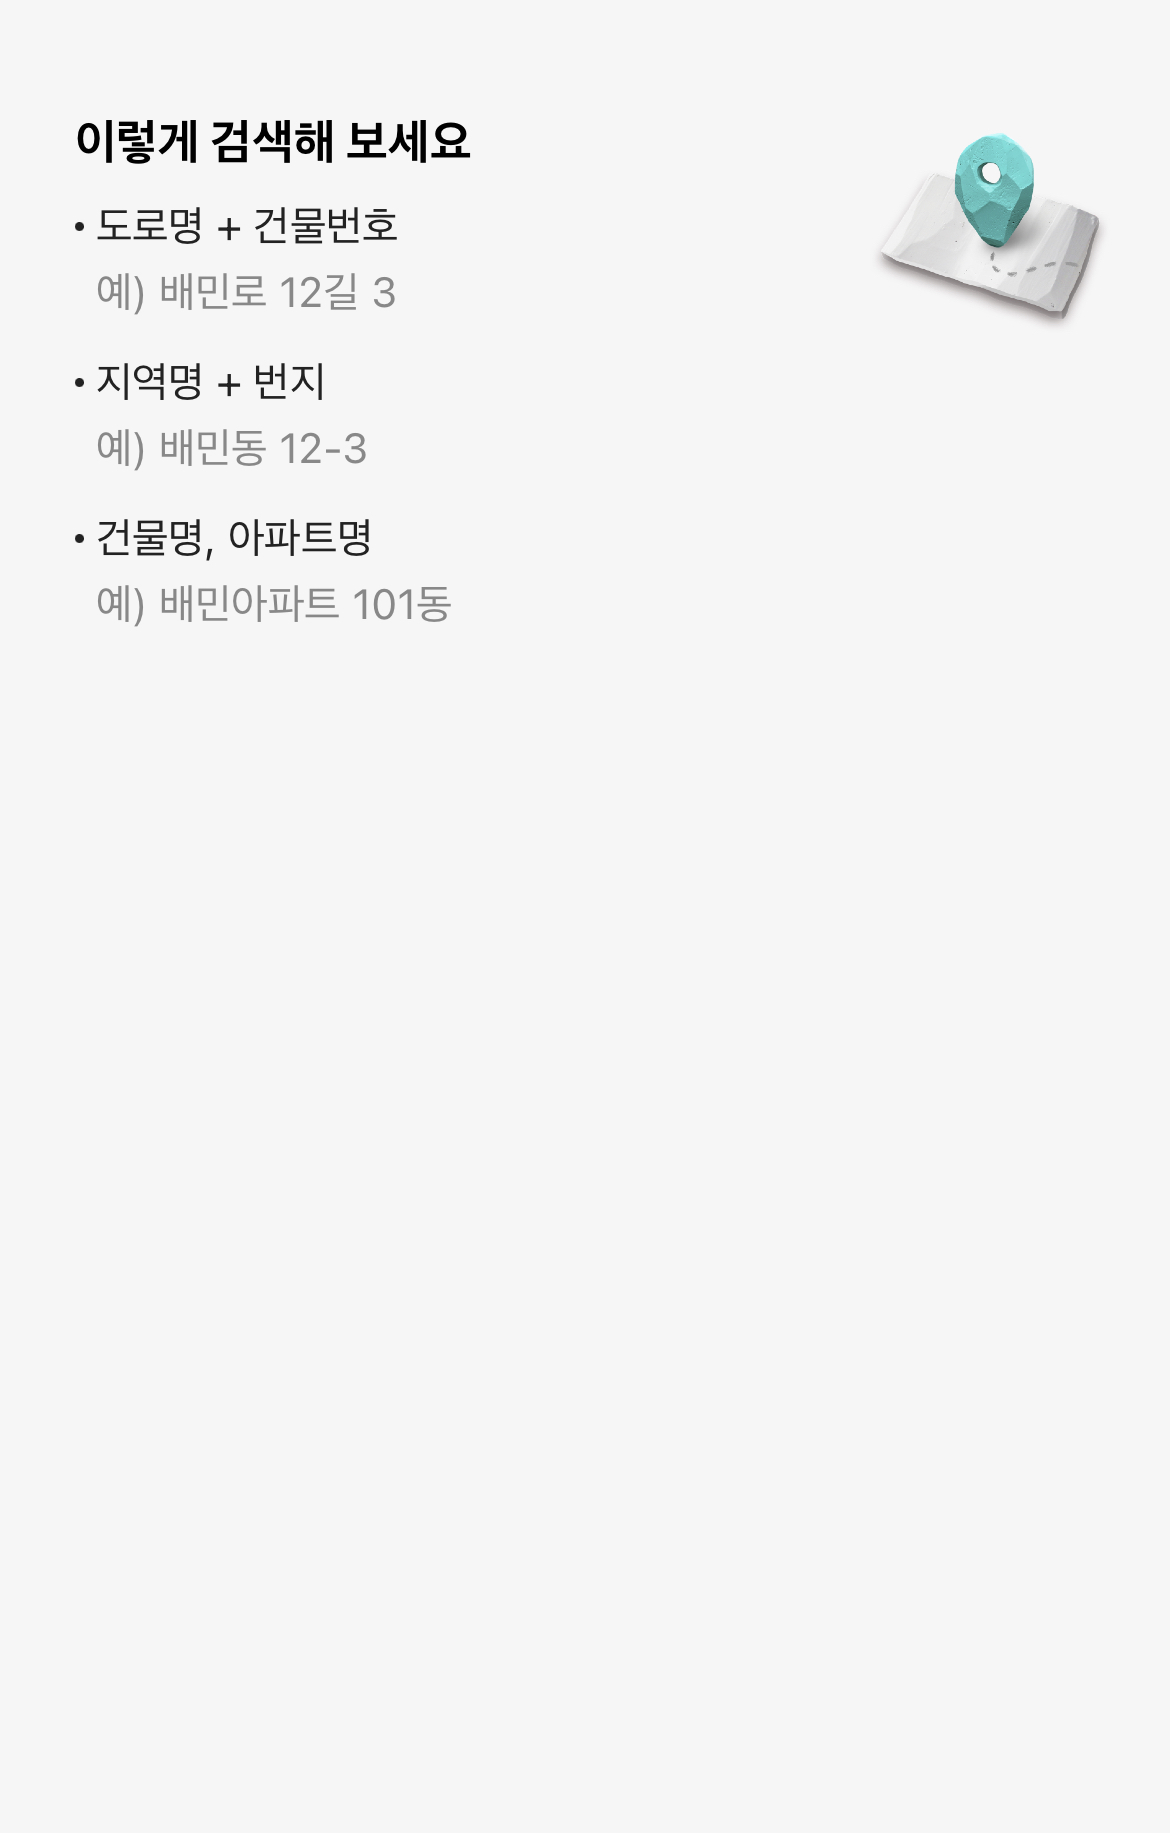 이렇게 검색해 보세요
• 도로명 + 건물번호
예) 배민로 12길 3
• 지역명 + 번지
예) 배민동 12-3
• 건물명, 아파트명
예) 배민아파트 101동